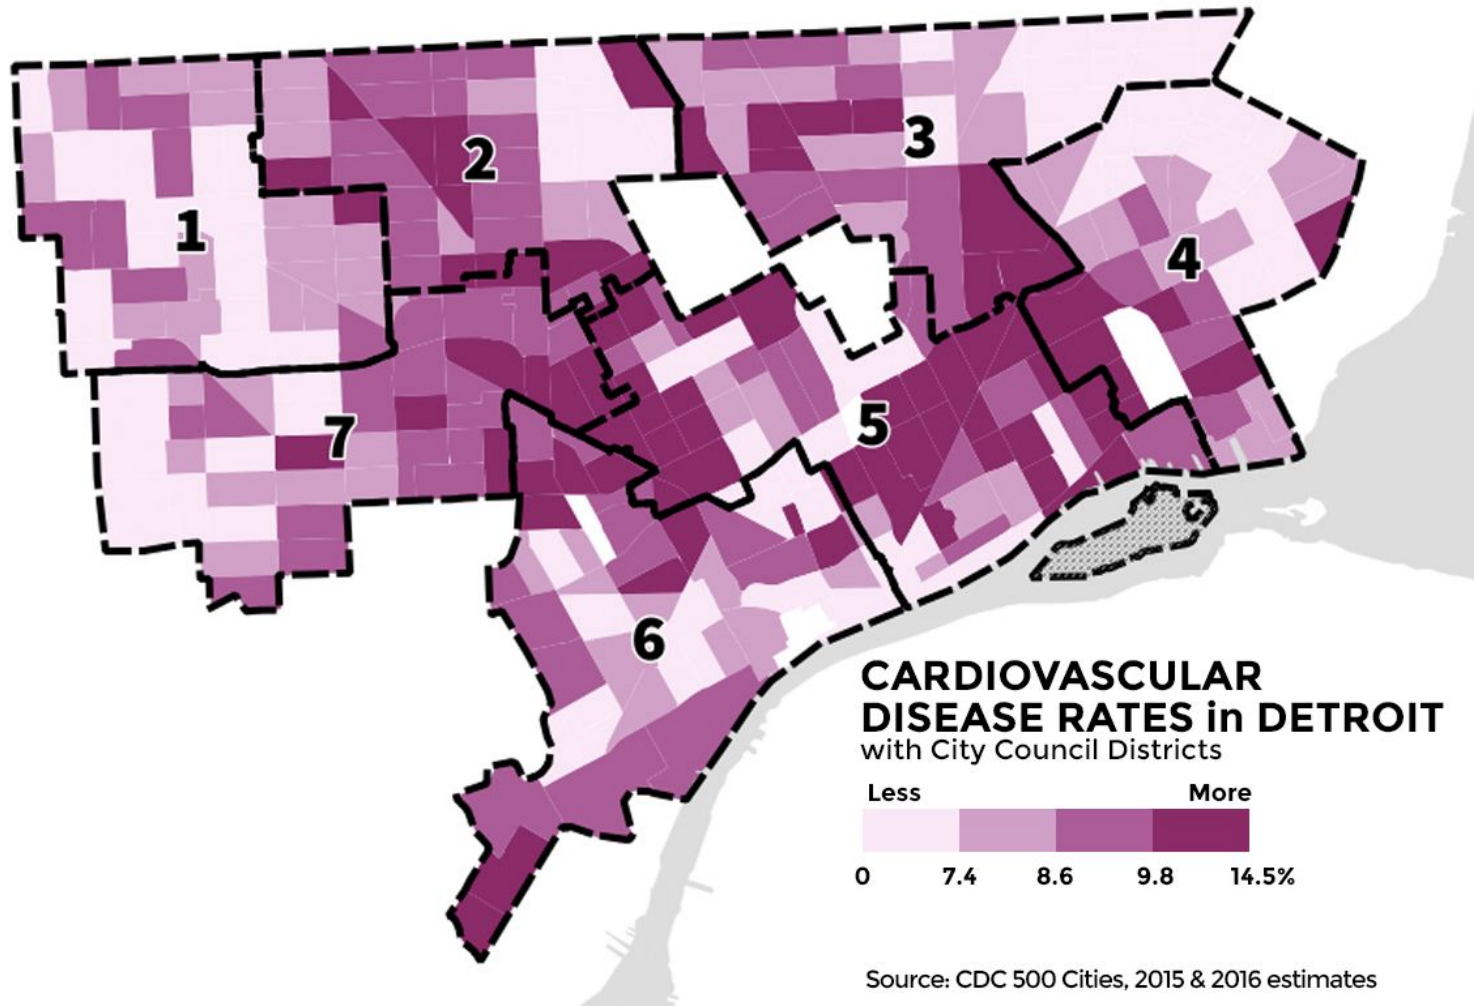 2
3
1
4
5
7
6
CARDIOVASCULAR
DISEASE RATES in DETROIT
with City Council Districts
Less More
0 7.4 8.6 9.8 14.5%
Source: CDC 500 Cities, 2015 & 2016 estimates